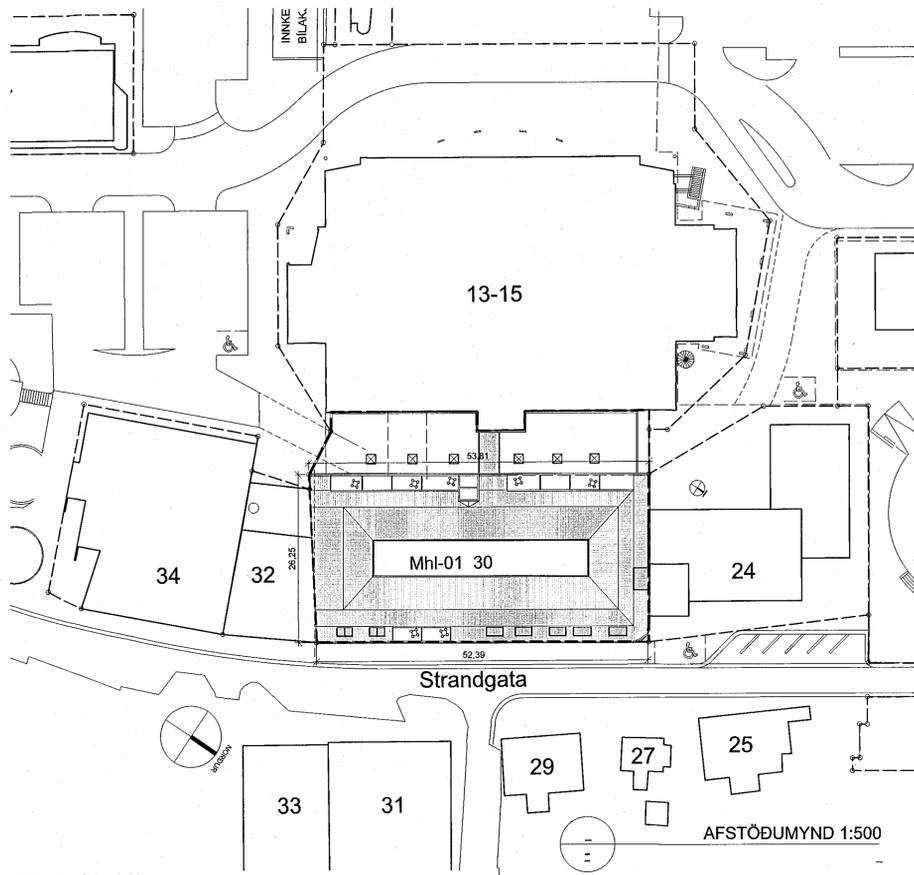 INNKE
BÍLAK.
13-15
53,81
26,25
Mhl-01 30
34
32
24
52,39
Strandgata
NORÐUR
29
27
25
33
31
AFSTÖÐUMYND 1:500